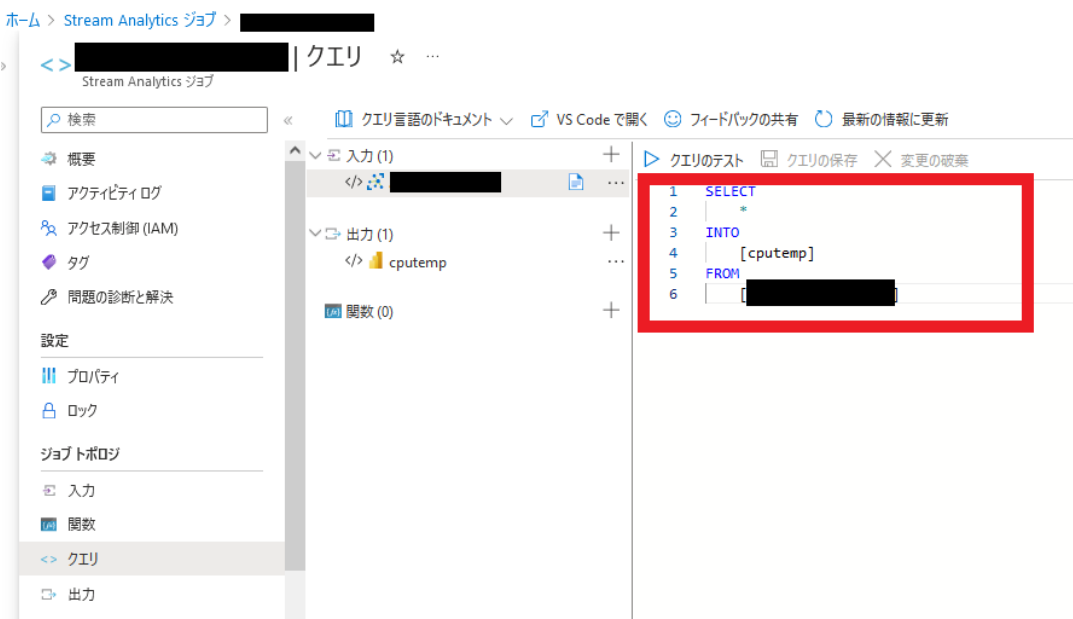 ホーム > Stream Analytics ジョブ >
| クエリ ☆ …
Stream Analytics ジョブ
検索
«
クエリ言語のドキュメント
VS Code で開く
フィードバックの共有
最新の情報に更新
概要
アクティビティ ログ
アクセス制御 (IAM)
タグ
問題の診断と解決
設定
プロパティ
ロック
ジョブ トポロジ
入力
関数
<> クエリ
出力
入力 (1)
</>
出力 (1)
</> cputemp
関数 (0)
クエリのテスト
クエリの保存
変更の破棄
1 SELECT
2 *
3 INTO
4 [cputemp]
5 FROM
6 [ ]